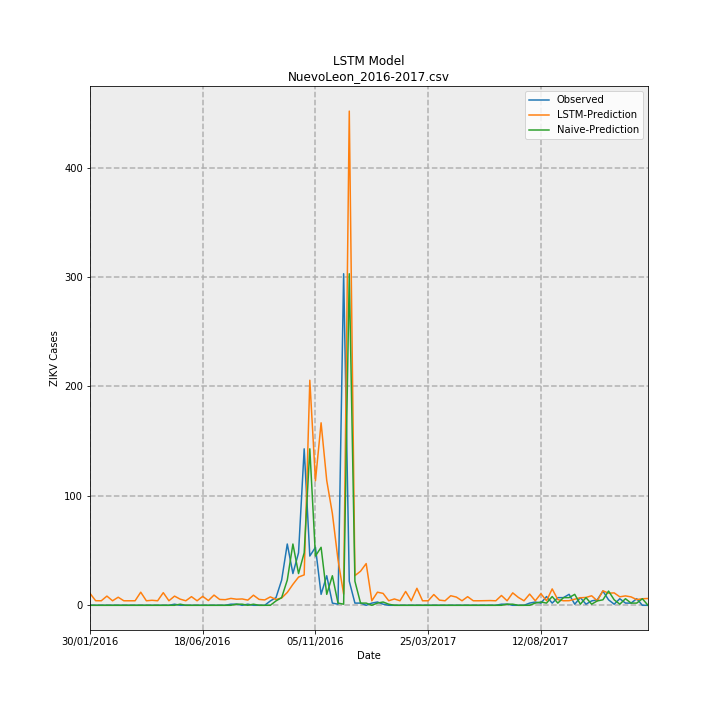 LSTM Model
NuevoLeon_2016-2017.csv
Observed
LSTM-Prediction
Naive-Prediction
ZIKV Cases
400
300
200
100
0
30/01/2016 18/06/2016 05/11/2016 25/03/2017 12/08/2017
Date